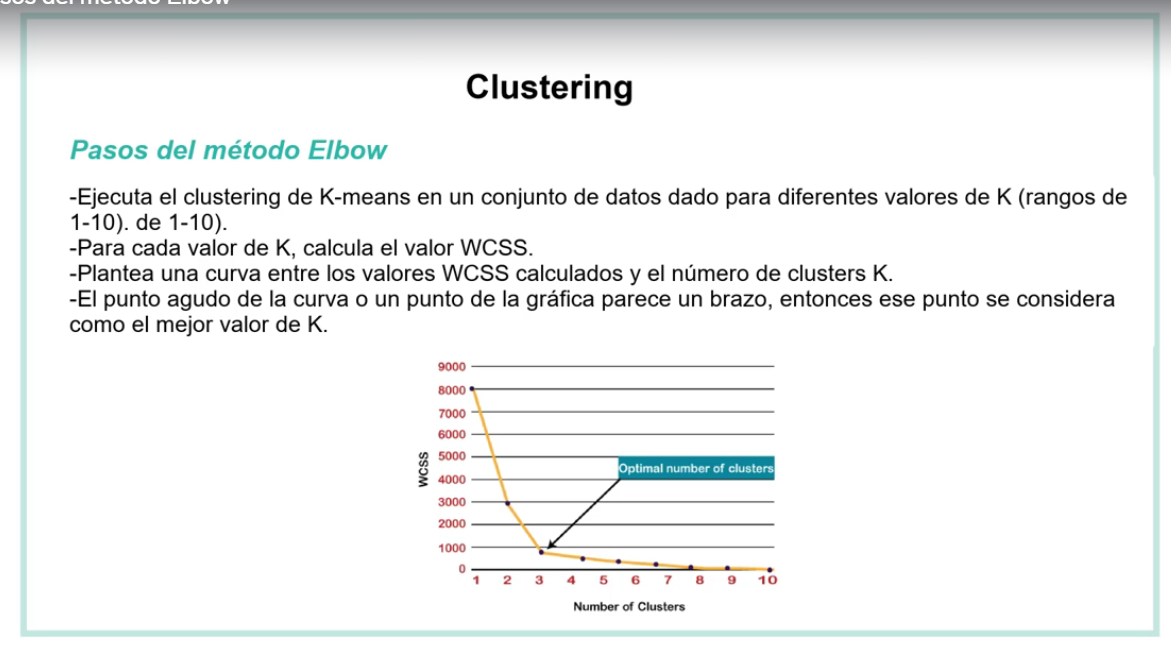 Clustering
Pasos del método Elbow
-Ejecuta el clustering de K-means en un conjunto de datos dado para diferentes valores de K (rangos de
1-10). de 1-10).
-Para cada valor de K, calcula el valor WCSS.
-Plantea una curva entre los valores WCSS calculados y el número de clusters K.
-El punto agudo de la curva o un punto de la gráfica parece un brazo, entonces ese punto se considera
como el mejor valor de K.
9000
8000
7000
6000
5000
4000
3000
2000
1000
0
WCSS
Optimal number of clusters
1 2 3 4 5 6 7 8 9 10
Number of Clusters